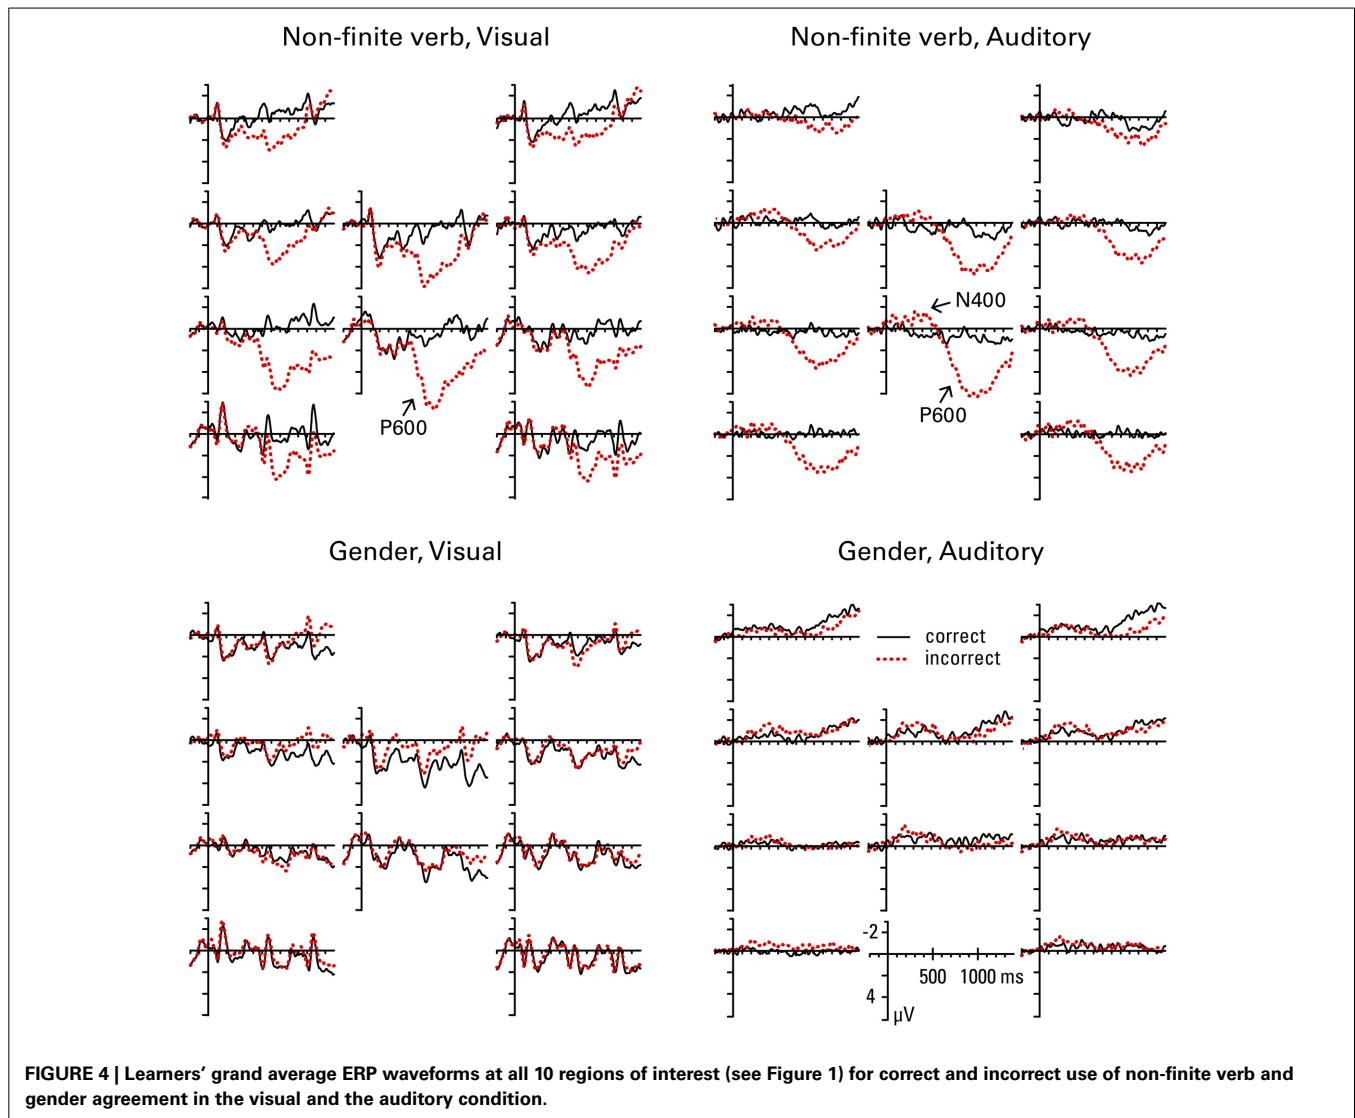 Non-finite verb, Visual
Non-finite verb, Auditory
N400
P600
P600
Gender, Visual
Gender, Auditory
correct
incorrect
-2
500 1000 ms
4
µV
FIGURE 4 | Learners' grand average ERP waveforms at all 10 regions of interest (see Figure 1) for correct and incorrect use of non-finite verb and
gender agreement in the visual and the auditory condition.